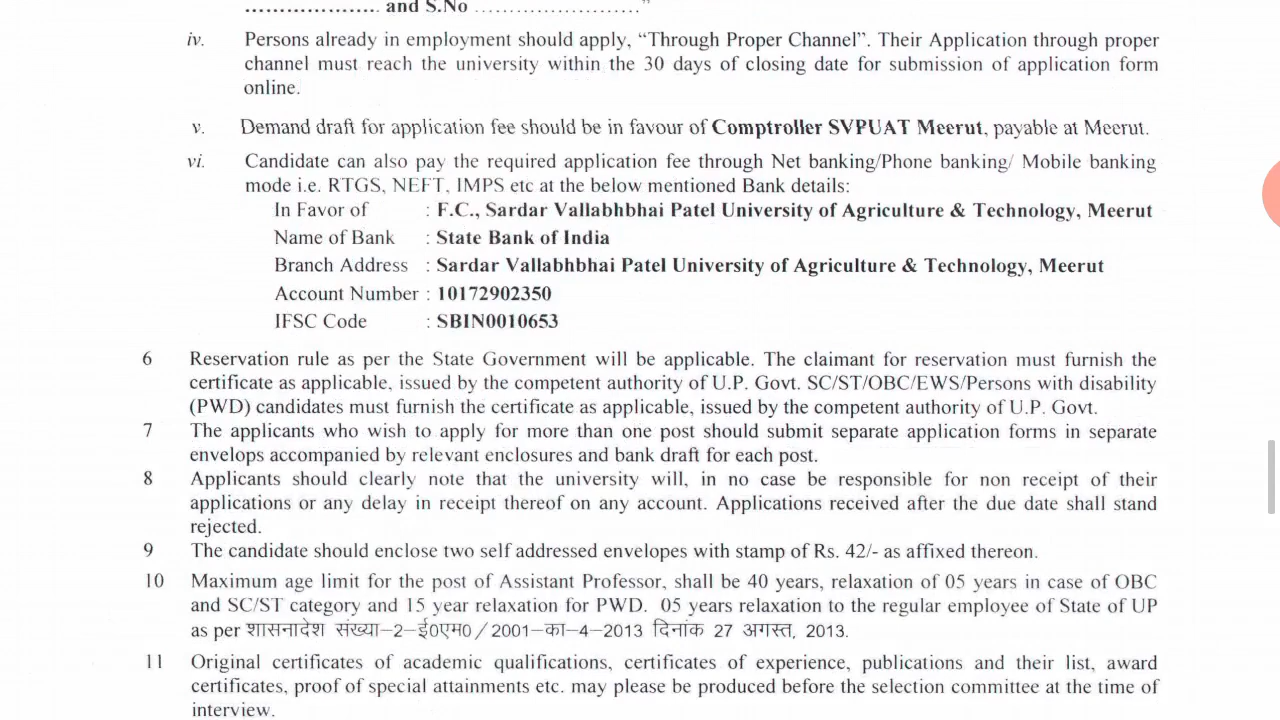 .................... and S.No ........................"
iv. Persons already in employment should apply, “Through Proper Channel”. Their Application through proper
channel must reach the university within the 30 days of closing date for submission of application form
online.
v. Demand draft for application fee should be in favour of Comptroller SVPUAT Meerut, payable at Meerut.
vi. Candidate can also pay the required application fee through Net banking/Phone banking/ Mobile banking
mode i.e. RTGS, NEFT, IMPS etc at the below mentioned Bank details:
In Favor of : F.C., Sardar Vallabhbhai Patel University of Agriculture & Technology, Meerut
Name of Bank : State Bank of India
Branch Address : Sardar Vallabhbhai Patel University of Agriculture & Technology, Meerut
Account Number : 10172902350
IFSC Code : SBIN0010653
6 Reservation rule as per the State Government will be applicable. The claimant for reservation must furnish the
certificate as applicable, issued by the competent authority of U.P. Govt. SC/ST/OBC/EWS/Persons with disability
(PWD) candidates must furnish the certificate as applicable, issued by the competent authority of U.P. Govt.
7 The applicants who wish to apply for more than one post should submit separate application forms in separate
envelops accompanied by relevant enclosures and bank draft for each post.
8 Applicants should clearly note that the university will, in no case be responsible for non receipt of their
applications or any delay in receipt thereof on any account. Applications received after the due date shall stand
rejected.
9 The candidate should enclose two self addressed envelopes with stamp of Rs. 42/- as affixed thereon.
10 Maximum age limit for the post of Assistant Professor, shall be 40 years, relaxation of 05 years in case of OBC
and SC/ST category and 15 year relaxation for PWD. 05 years relaxation to the regular employee of State of UP
as per शासनादेश संख्या–2–ई0एम0/2001–का–4–2013 दिनांक 27 अगस्त, 2013.
11 Original certificates of academic qualifications, certificates of experience, publications and their list, award
certificates, proof of special attainments etc. may please be produced before the selection committee at the time of
interview.